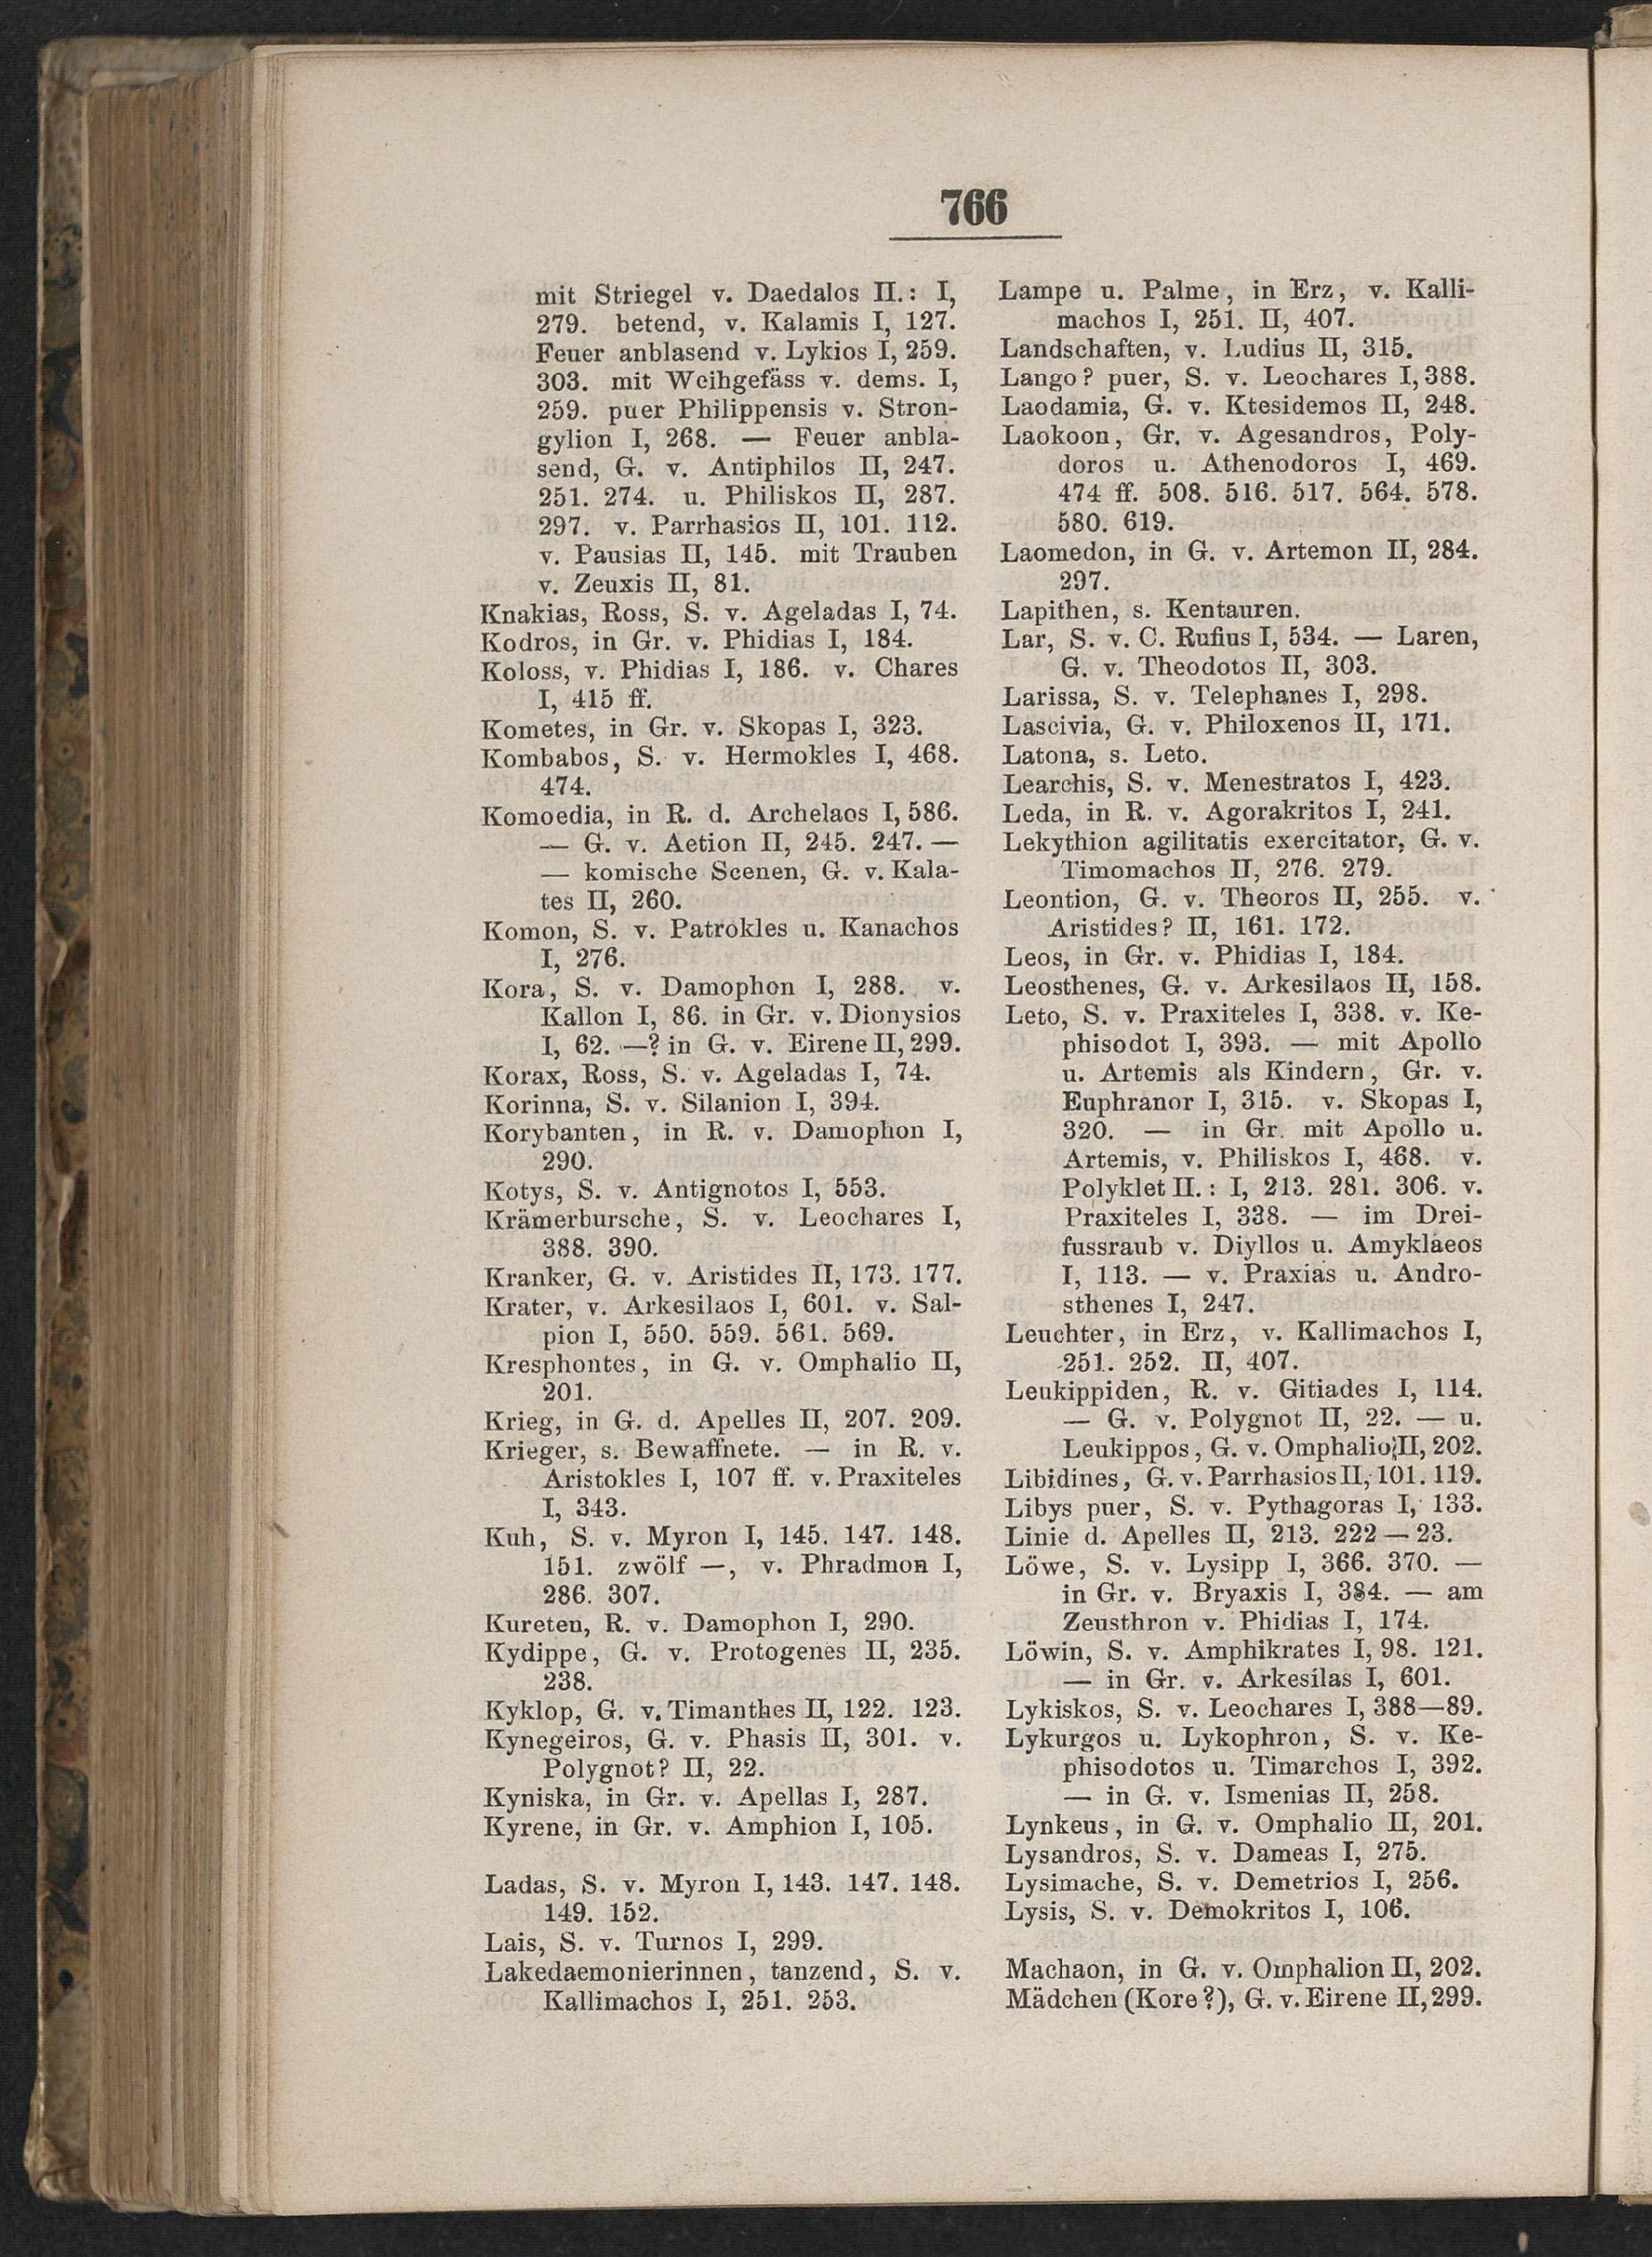 766
mit Striegel v. Daedalos II.: I,
279. betend, v. Kalamis I, 127.
Feuer anblasend v. Lykios I, 259.
303. mit Weihgefäss v. dems. I,
259. puer Philippensis v. Stron-
gylion I, 268. — Feuer anbla-
send, G. v. Antiphilos II, 247.
251. 274. u. Philiskos II, 287.
297. v. Parrhasios II, 101. 112.
v. Pausias II, 145. mit Trauben
v. Zeuxis II, 81.
Knakias, Ross, S. v. Ageladas I, 74.
Kodros, in Gr. v. Phidias I, 184.
Koloss, v. Phidias I, 186. v. Chares
I, 415 ff.
Kometes, in Gr. v. Skopas I, 323.
Kombabos, S. v. Hermokles I, 468.
474.
Komoedia, in R. d. Archelaos I, 586.
— G. v. Aetion II, 245. 247. —
— komische Scenen, G. v. Kala-
tes II, 260.
Komon, S. v. Patrokles u. Kanachos
I, 276.
Kora, S. v. Damophon I, 288. v.
Kallon I, 86. in Gr. v. Dionysios
I, 62. —? in G. v. Eirene II, 299.
Korax, Ross, S. v. Ageladas I, 74.
Korinna, S. v. Silanion I, 394.
Korybanten, in R. v. Damophon I,
290.
Kotys, S. v. Antignotos I, 553.
Krämerbursche, S. v. Leochares I,
388. 390.
Kranker, G. v. Aristides II, 173. 177.
Krater, v. Arkesilaos I, 601. v. Sal-
pion I, 550. 559. 561. 569.
Kresphontes, in G. v. Omphalio II,
201.
Krieg, in G. d. Apelles II, 207. 209.
Krieger, s. Bewaffnete. — in R. v.
Aristokles I, 107 ff. v. Praxiteles
I, 343.
Kuh, S. v. Myron I, 145. 147. 148.
151. zwölf —, v. Phradmon I,
286. 307.
Kureten, R. v. Damophon I, 290.
Kydippe, G. v. Protogenes II, 235.
238.
Kyklop, G. v. Timanthes II, 122. 123.
Kynegeiros, G. v. Phasis II, 301. v.
Polygnot? II, 22.
Kyniska, in Gr. v. Apellas I, 287.
Kyrene, in Gr. v. Amphion I, 105.
Ladas, S. v. Myron I, 143. 147. 148.
149. 152.
Lais, S. v. Turnos I, 299.
Lakedaemonierinnen, tanzend, S. v.
Kallimachos I, 251. 253.
Lampe u. Palme, in Erz, v. Kalli-
machos I, 251. II, 407.
Landschaften, v. Ludius II, 315.
Lango? puer, S. v. Leochares I, 388.
Laodamia, G. v. Ktesidemos II, 248.
Laokoon, Gr. v. Agesandros, Poly-
doros u. Athenodoros I, 469.
474 ff. 508. 516. 517. 564. 578.
580. 619.
Laomedon, in G. v. Artemon II, 284.
297.
Lapithen, s. Kentauren.
Lar, S. v. C. Rufius I, 534. — Laren,
G. v. Theodotos II, 303.
Larissa, S. v. Telephanes I, 298.
Lascivia, G. v. Philoxenos II, 171.
Latona, s. Leto.
Learchis, S. v. Menestratos I, 423.
Leda, in R. v. Agorakritos I, 241.
Lekythion agilitatis exercitator, G. v.
Timomachos II, 276. 279.
Leontion, G. v. Theoros II, 255. v.
Aristides? II, 161. 172.
Leos, in Gr. v. Phidias I, 184.
Leosthenes, G. v. Arkesilaos II, 158.
Leto, S. v. Praxiteles I, 338. v. Ke-
phisodot I, 393. — mit Apollo
u. Artemis als Kindern, Gr. v.
Euphranor I, 315. v. Skopas I,
320. — in Gr. mit Apollo u.
Artemis, v. Philiskos I, 468. v.
Polyklet II.: I, 213. 281. 306. v.
Praxiteles I, 338. — im Drei-
fussraub v. Diyllos u. Amyklaeos
I, 113. — v. Praxias u. Andro-
sthenes I, 247.
Leuchter, in Erz, v. Kallimachos I,
251. 252. II, 407.
Leukippiden, R. v. Gitiades I, 114.
— G. v. Polygnot II, 22. — u.
Leukippos, G. v. Omphalio II, 202.
Libidines, G. v. Parrhasios II, 101. 119.
Libys puer, S. v. Pythagoras I, 133.
Linie d. Apelles II, 213. 222 — 23.
Löwe, S. v. Lysipp I, 366. 370. —
in Gr. v. Bryaxis I, 384. — am
Zeusthron v. Phidias I, 174.
Löwin, S. v. Amphikrates I, 98. 121.
— in Gr. v. Arkesilas I, 601.
Lykiskos, S. v. Leochares I, 388—89.
Lykurgos u. Lykophron, S. v. Ke-
phisodotos u. Timarchos I, 392.
— in G. v. Ismenias II, 258.
Lynkeus, in G. v. Omphalio II, 201.
Lysandros, S. v. Dameas I, 275.
Lysimache, S. v. Demetrios I, 256.
Lysis, S. v. Demokritos I, 106.
Machaon, in G. v. Omphalion II, 202.
Mädchen (Kore?), G. v. Eirene II, 299.